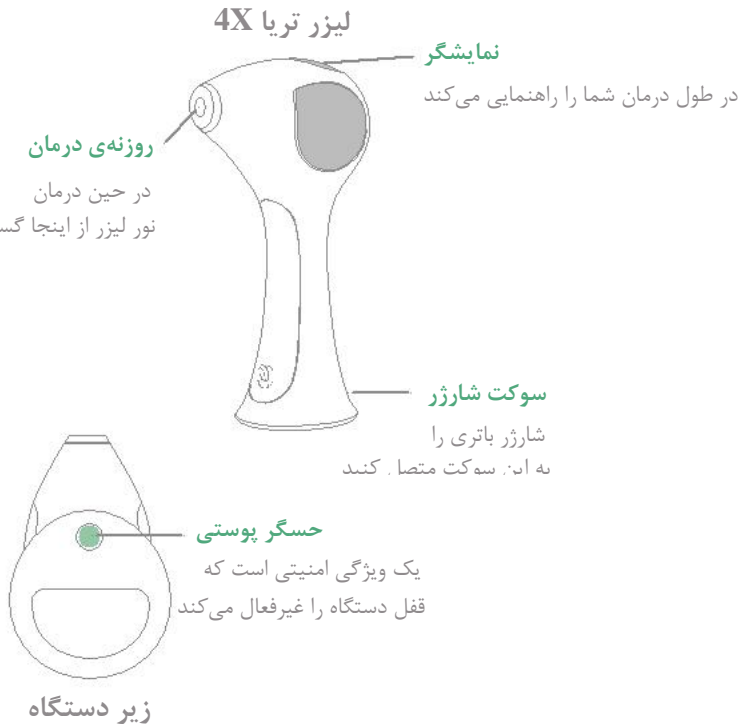 لیزر تریا 4X
نمایشگر
در طول درمان شما را راهنمایی می‌کند
روزنه‌ی درمان
در حین درمان
نور لیزر از اینجا
سوکت شارژر
شارژر باتری را
به این سوکت متصل کنید
حسگر پوستی
یک ویژگی امنیتی است که
قفل دستگاه را غیرفعال می‌کند
زیر دستگاه